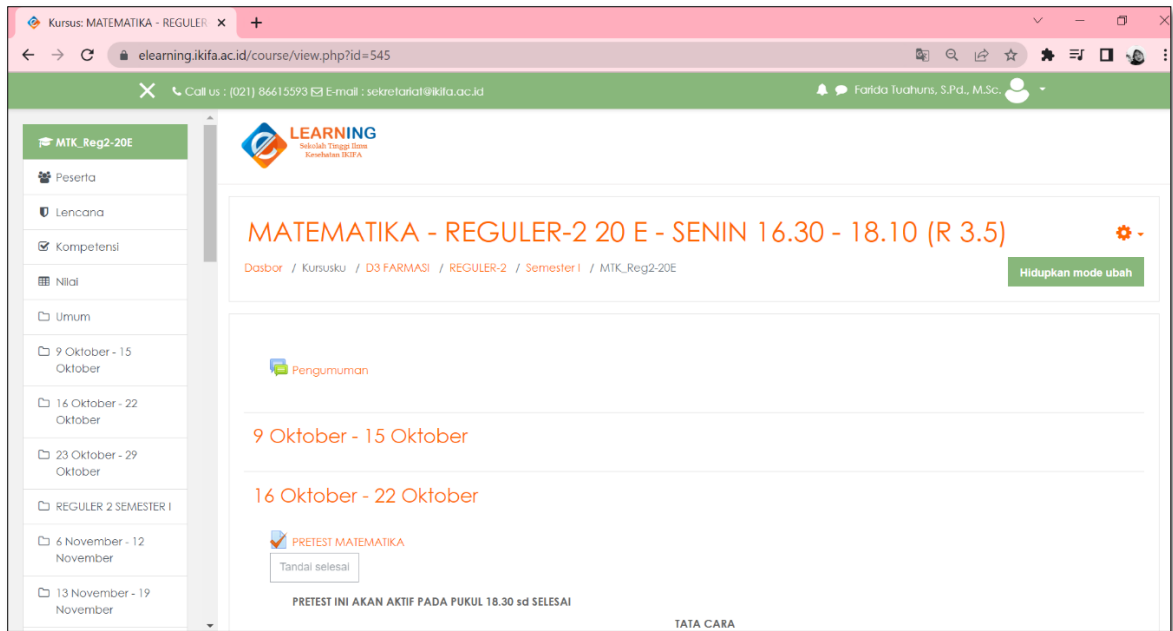 Kursus: MATEMATIKA - REGULER
elearning.ikifa.ac.id/course/view.php?id=545
Call us : (021) 86615593 E-mail : sekretariat@ikifa.ac.id
Farida Tuahuns, S.Pd., M.Sc.
MTK_Reg2-20E
Peserta
Lencana
Kompetensi
Nilai
Umum
9 Oktober - 15
Oktober
16 Oktober - 22
Oktober
23 Oktober - 29
Oktober
REGULER 2 SEMESTER I
6 November - 12
November
13 November - 19
November
LEARNING
Sekolah Tinggi Ilmu
Kesehatan IKIFA
MATEMATIKA - REGULER-2 20 E - SENIN 16.30 - 18.10 (R 3.5)
Dasbor / Kursusku / D3 FARMASI / REGULER-2 / Semester I / MTK_Reg2-20E
Hidupkan mode ubah
Pengumuman
9 Oktober - 15 Oktober
16 Oktober - 22 Oktober
PRETEST MATEMATIKA
Tandai selesai
PRETEST INI AKAN AKTIF PADA PUKUL 18.30 sd SELESAI
TATA CARA